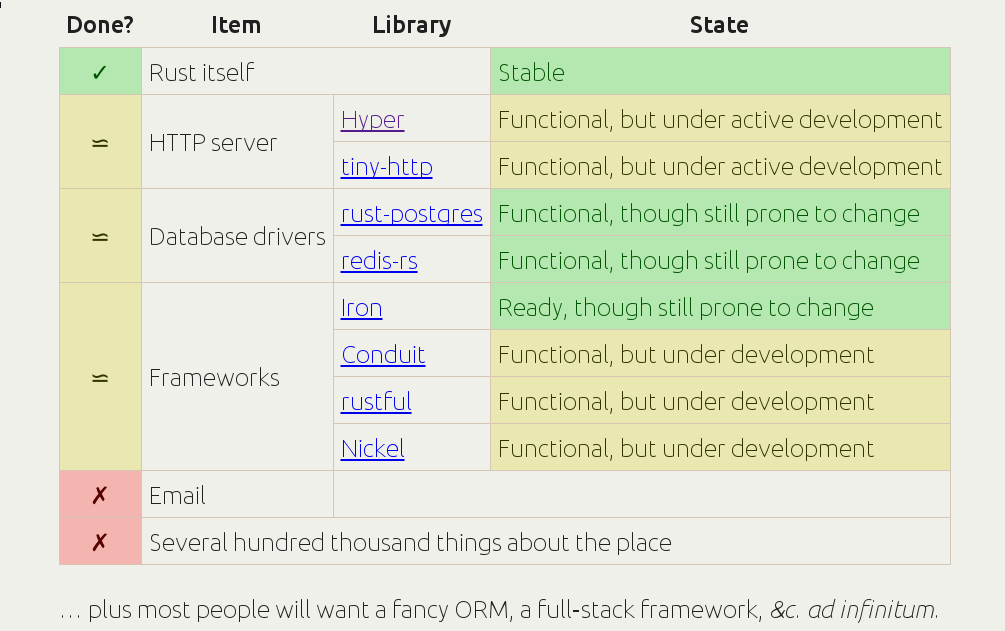 Done? Item Library State
✓ Rust itself Stable
≃ HTTP server Hyper Functional, but under active development
tiny-http Functional, but under active development
≃ Database drivers rust-postgres Functional, though still prone to change
redis-rs Functional, though still prone to change
≃ Frameworks Iron Ready, though still prone to change
Conduit Functional, but under development
rustful Functional, but under development
Nickel Functional, but under development
✗ Email
✗ Several hundred thousand things about the place
… plus most people will want a fancy ORM, a full-stack framework, &c. ad infinitum.